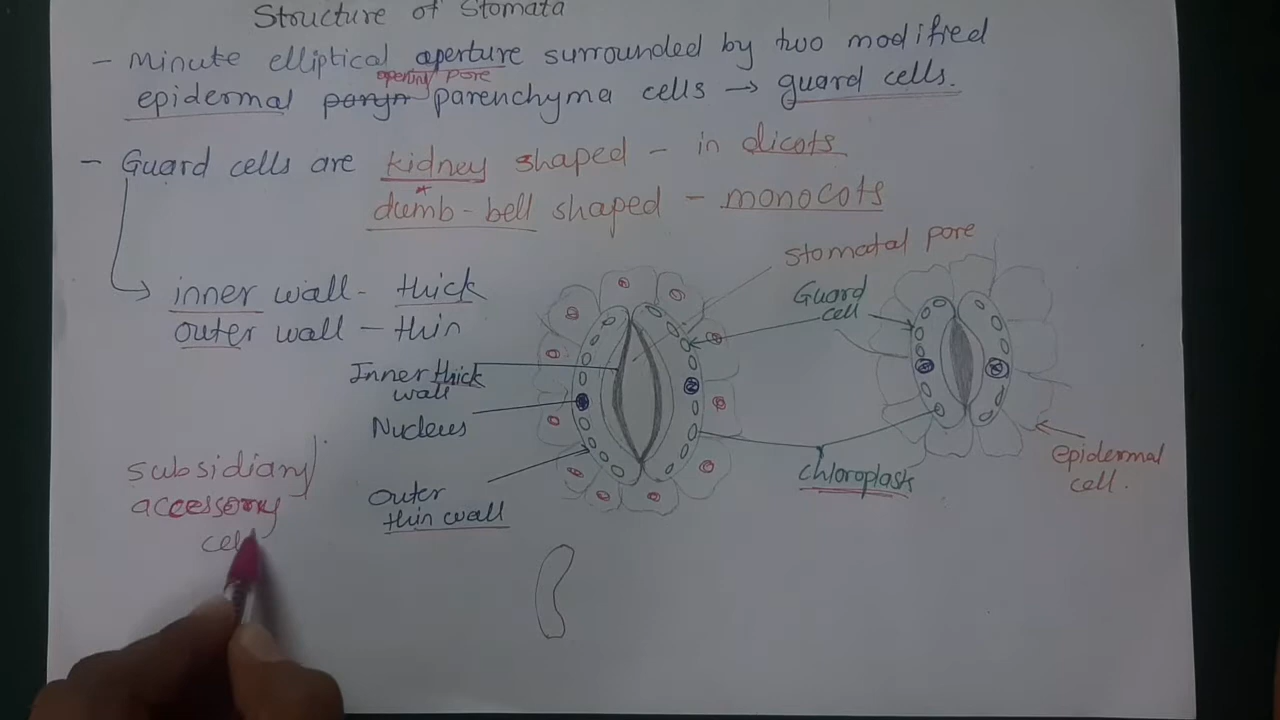 Structure of Stomata
- Minute elliptical aperture surrounded by two modified
opening pore
epidermal parenchyma cells → guard cells.
- Guard cells are kidney shaped - in dicots
dumb-bell shaped - monocots
inner wall - thick
outer wall - thin
stomatal pore
Guard
cell
Inner thick
wall
Nucleus
Outer
thin wall
chloroplast
epidermal
cell.
subsidiary/
accessory
cell